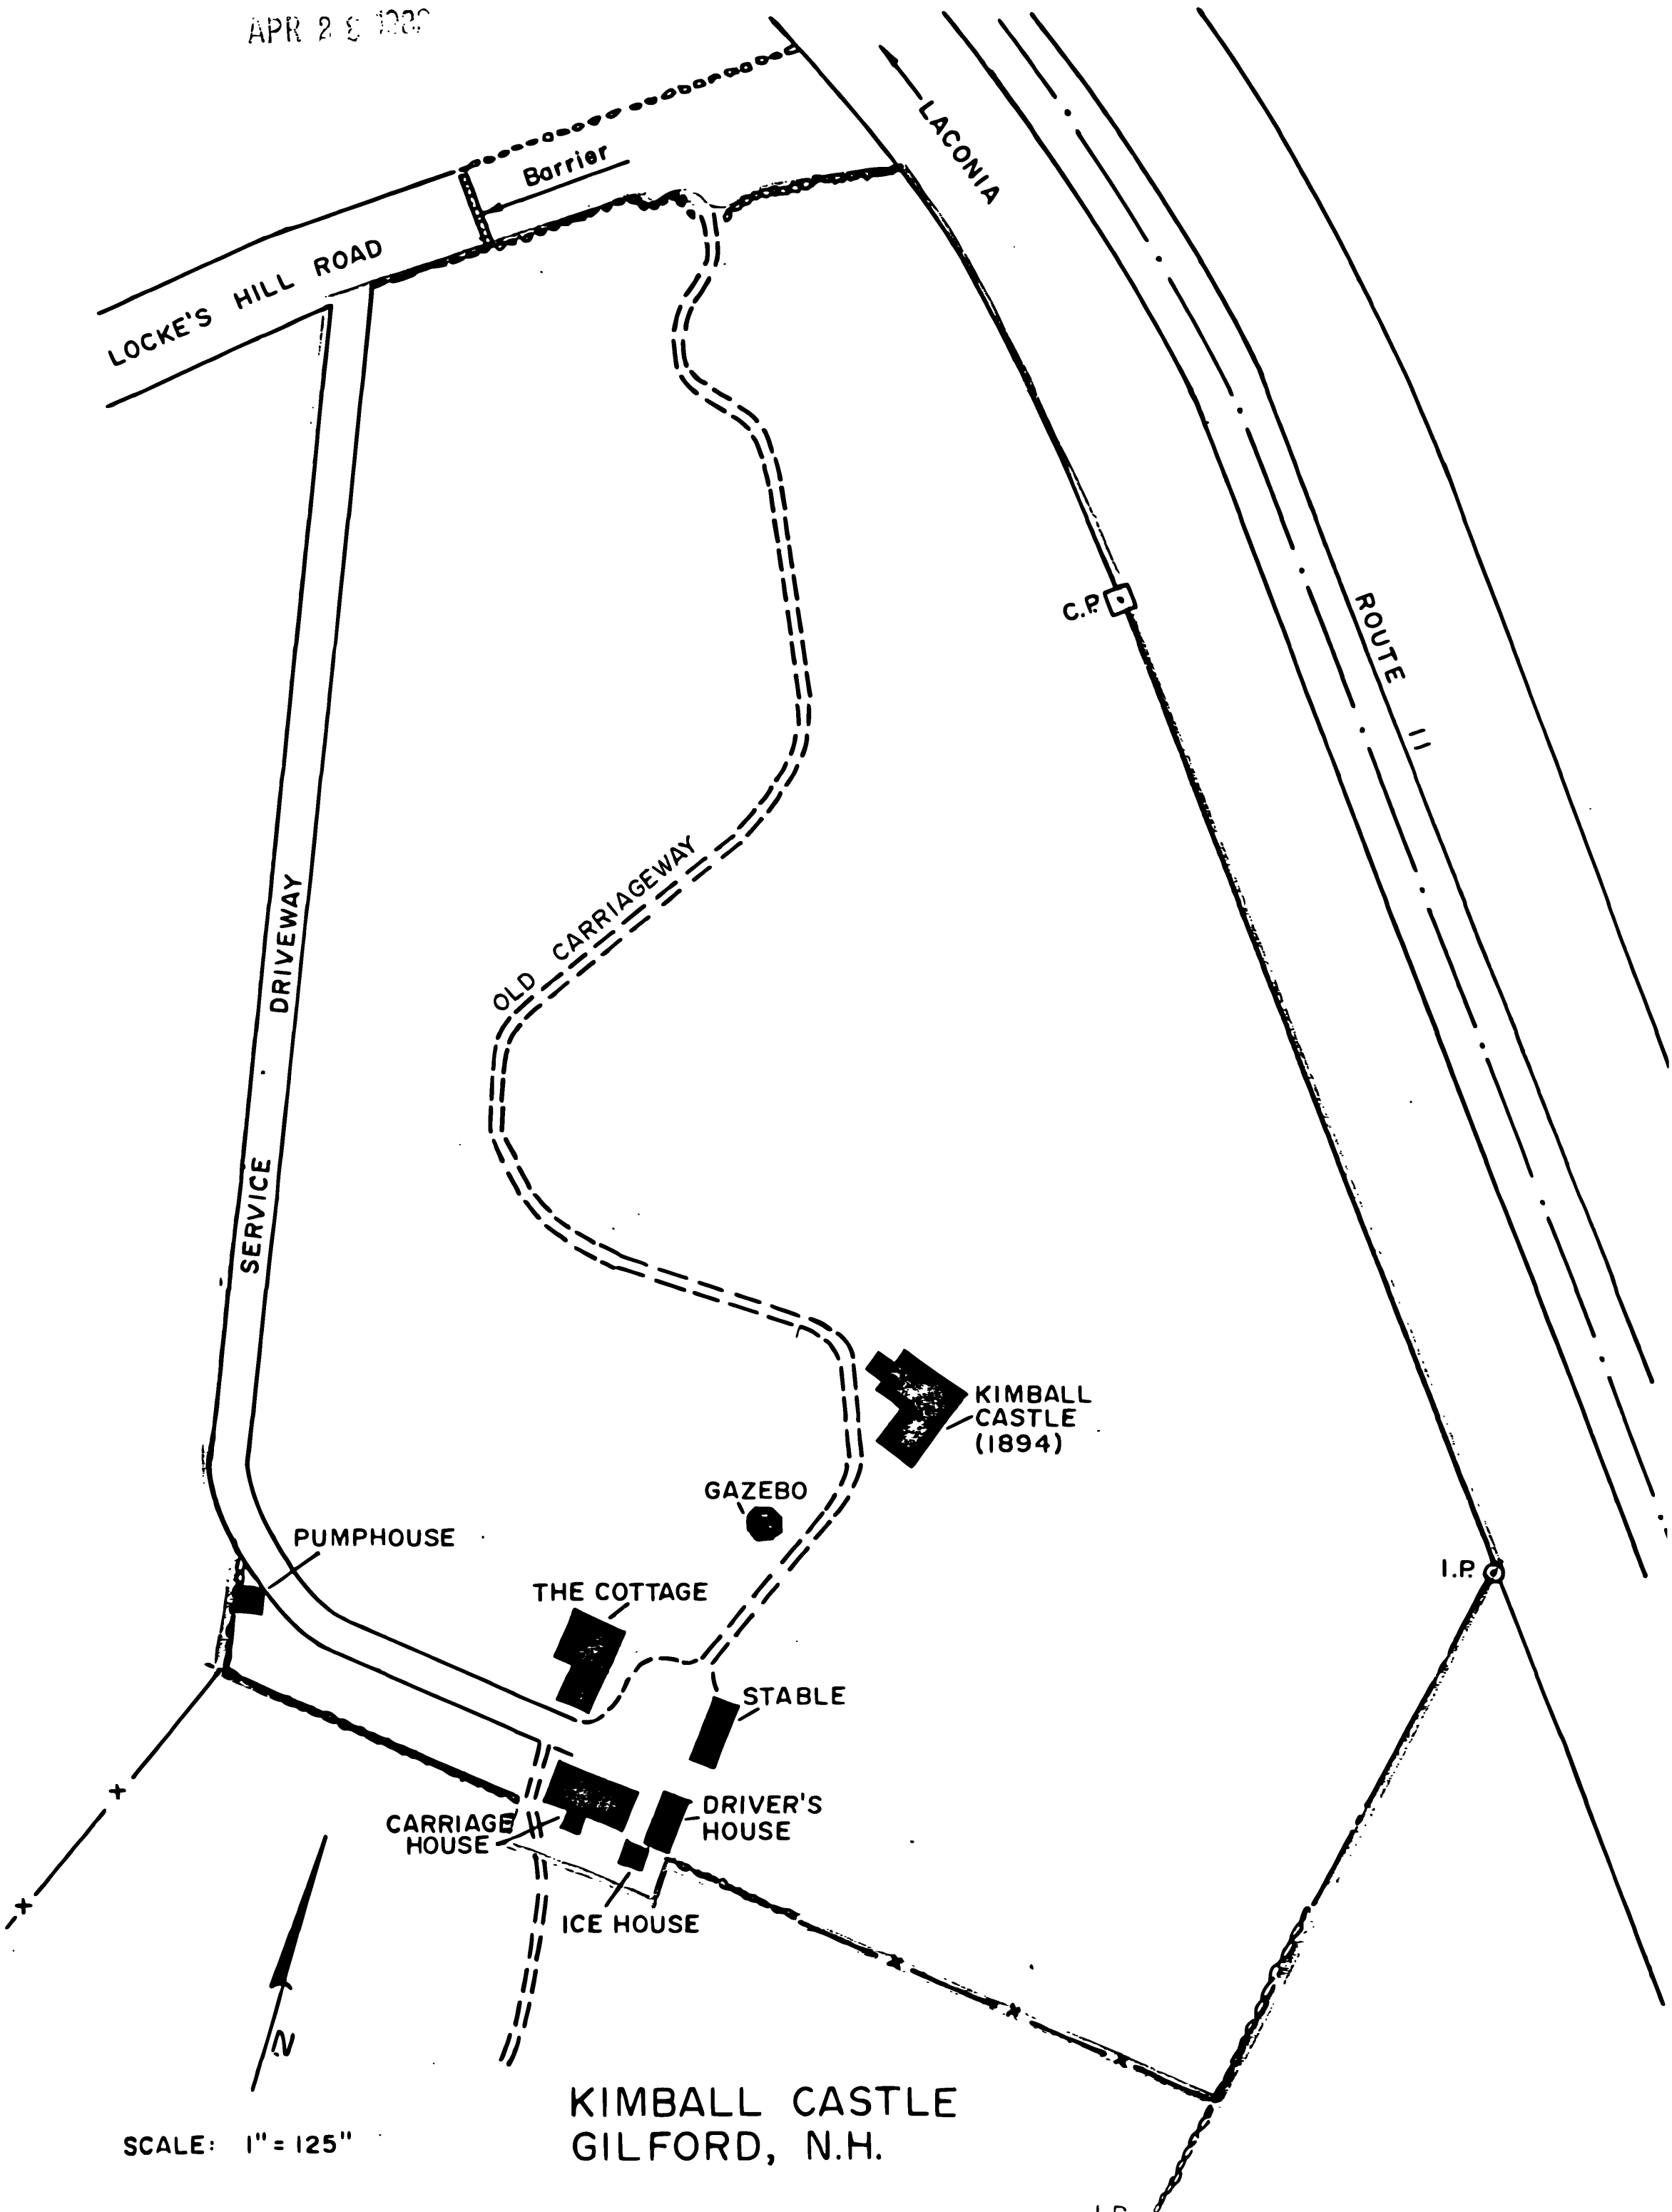 APR 28
LACONIA
Barrier
LOCKE'S HILL ROAD
C.P.
ROUTE 11
OLD CARRIAGEWAY
SERVICE DRIVEWAY
KIMBALL
CASTLE
(1894)
GAZEBO
PUMPHOUSE
I.P.
THE COTTAGE
STABLE
DRIVER'S
HOUSE
CARRIAGE
HOUSE
ICE HOUSE
N
KIMBALL CASTLE
GILFORD, N.H.
SCALE: 1" = 125"